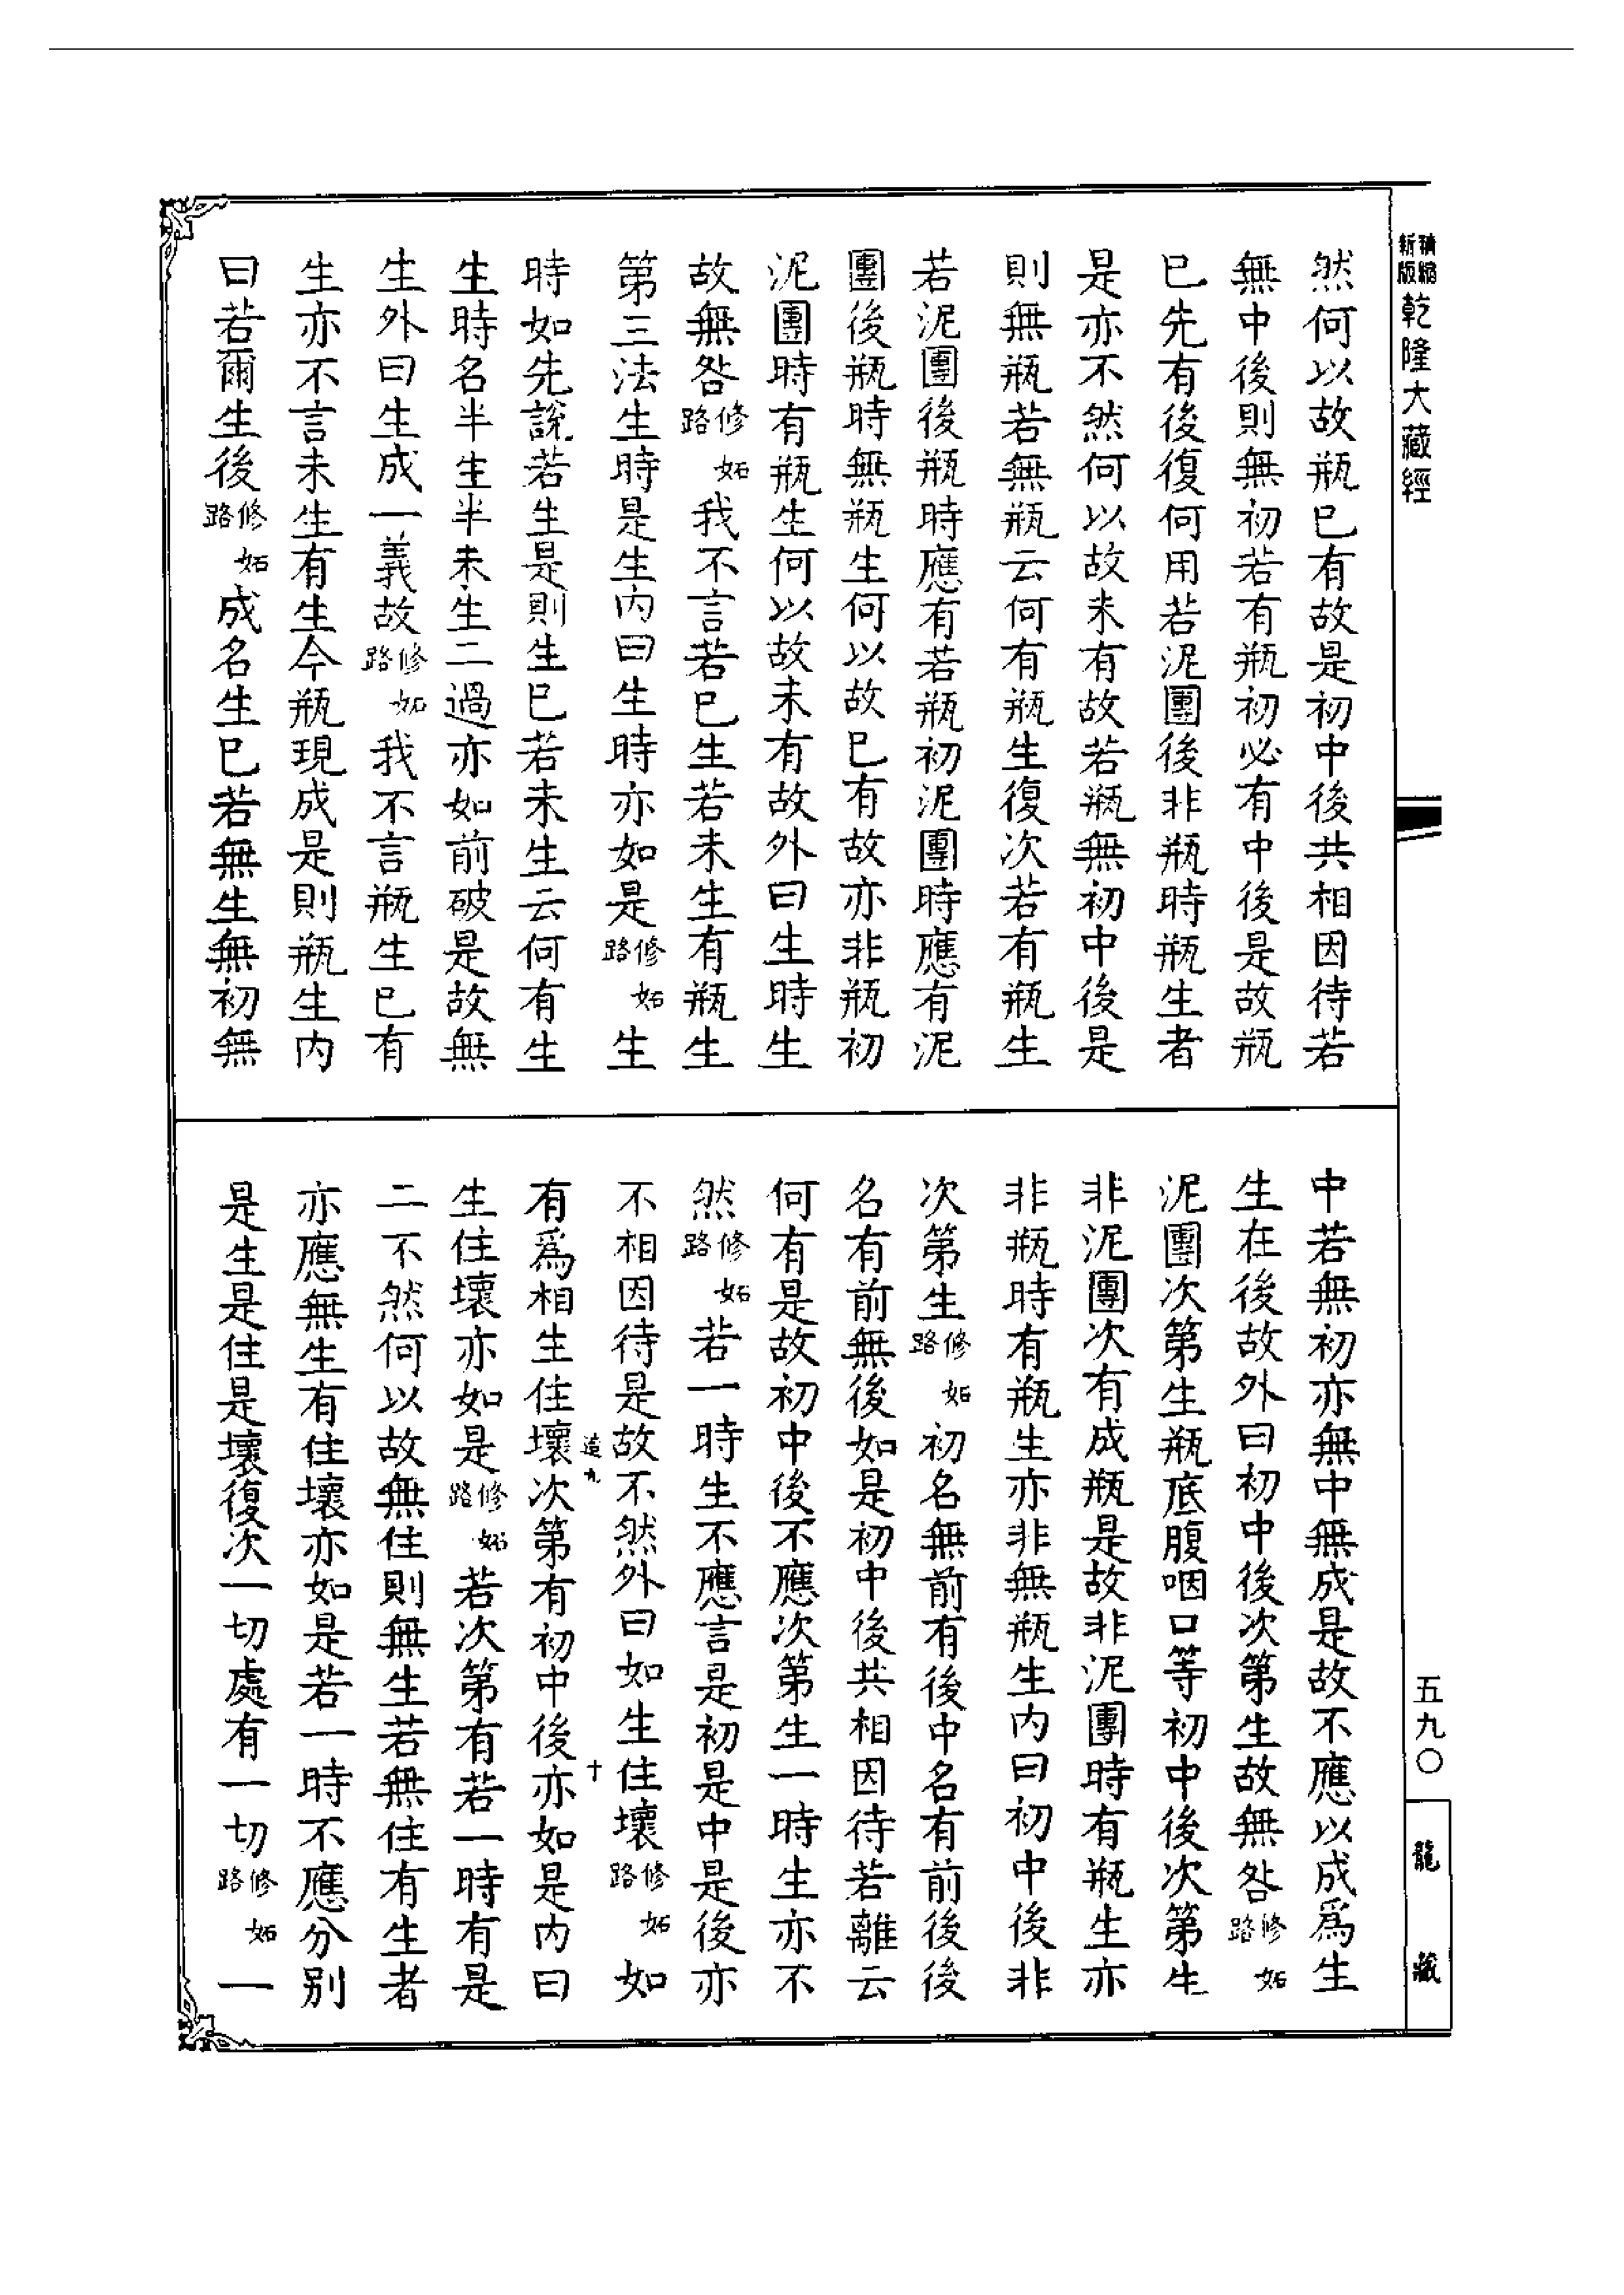 精縮新版乾隆大藏經
然何以故瓶已有故是初中後共相因待若
無中後則無初若有瓶初必有中後是故瓶
已先有後復何用若泥團後非瓶時瓶生者
是亦不然何以故未有故若瓶無初中後是
則無瓶若無瓶云何有瓶生復次若有瓶生
若泥團後瓶時應有若瓶初泥團時應有泥
團後瓶時無瓶生何以故已有故亦非瓶初
泥團時有瓶生何以故未有故外曰生時生
故無咎修妬路我不言若已生若未生有瓶生
第三法生時是生內曰生時亦如是修妬路生
時如先說若生是則生已若未生云何有生
生時名半生半未生二過亦如前破是故無
生外曰生成一義故修妬路我不言瓶生已有
生亦不言未生有生今瓶現成是則瓶生內
曰若爾生後修妬路成名生已若無生無初無
中若無初亦無中無成是故不應以成爲生
生在後故外曰初中後次第生故無咎修妬路
泥團次第生瓶底腹咽口等初中後次第生
非泥團次有成瓶是故非泥團時有瓶生亦
非瓶時有瓶生亦非無瓶生內曰初中後非
次第生修妬路初名無前有後中名有前後後
名有前無後如是初中後共相因待若離云
何有是故初中後不應次第生一時生亦不
然修妬路若一時生不應言是初是中是後亦
不相因待是故不然外曰如生住壞修妬路如
有爲相生住壞次第有初中後亦如是內曰
生住壞亦如是修妬路若次第有若一時有是
二不然何以故無住則無生若無住有生者
亦應無生有住壞亦如是若一時不應分別
是生是住是壞復次一切處有一切修妬路一
造九
十
五九〇
龍藏